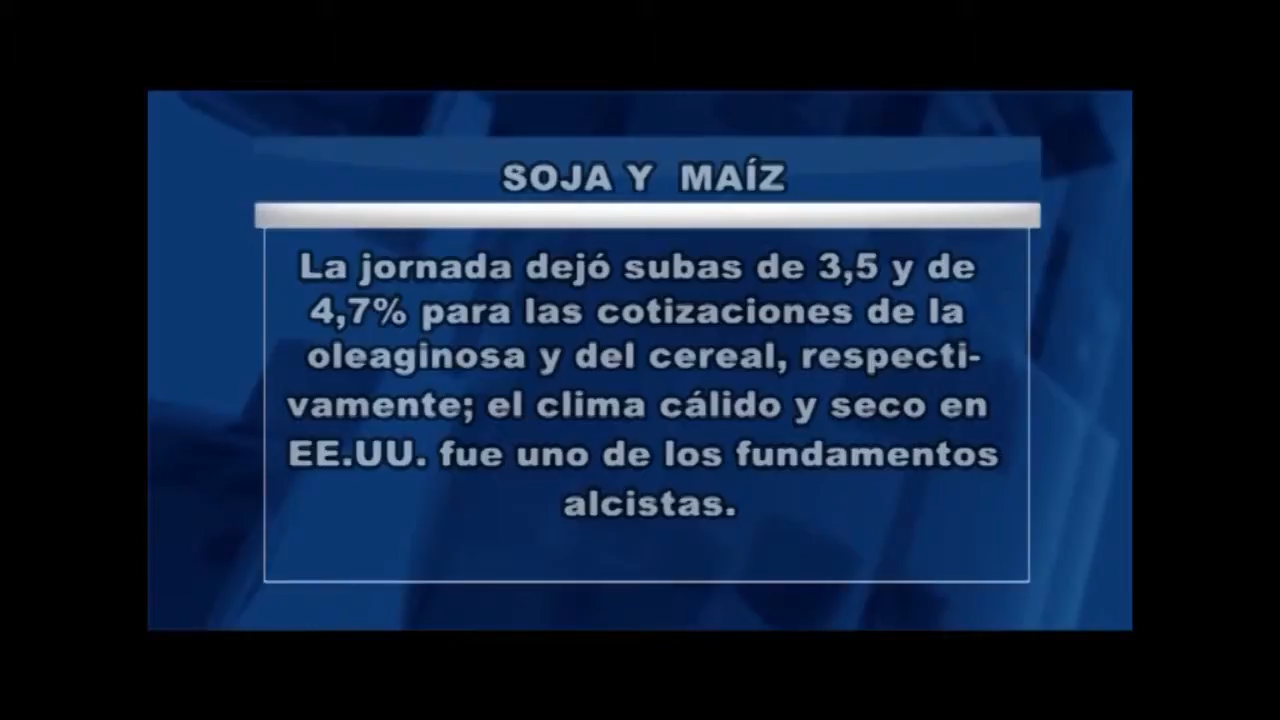 SOJA Y MAÍZ
La jornada dejó subas de 3,5 y de
4,7% para las cotizaciones de la
oleaginosa y del cereal, respecti-
vamente; el clima cálido y seco en
EE.UU. fue uno de los fundamentos
alcistas.